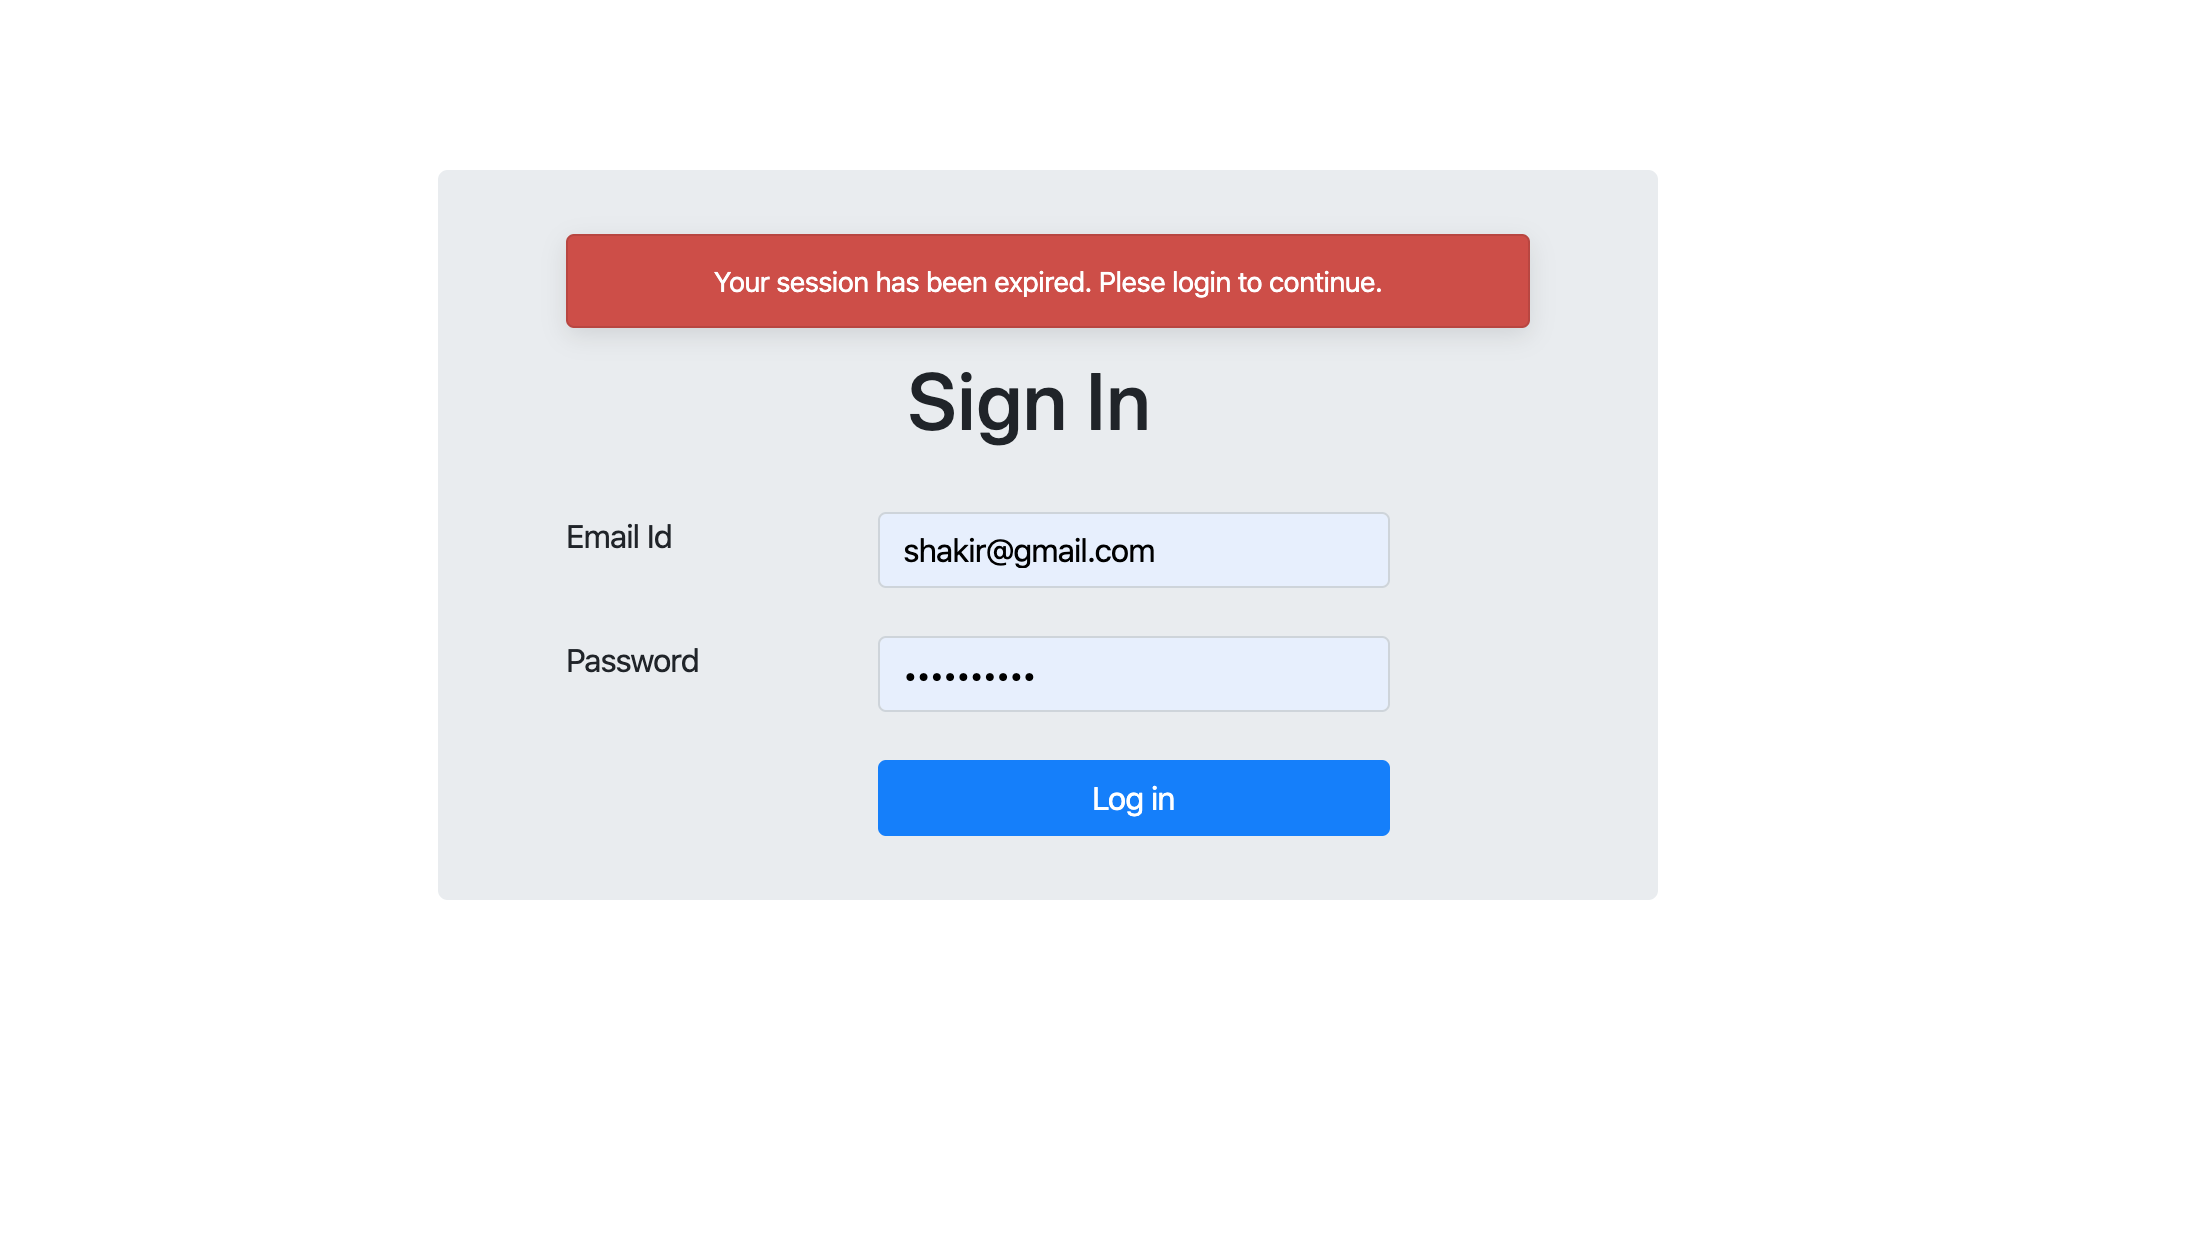 Your session has been expired. Plese login to continue.
Sign In
Email Id
shakir@gmail.com
Password
••••••••••
Log in